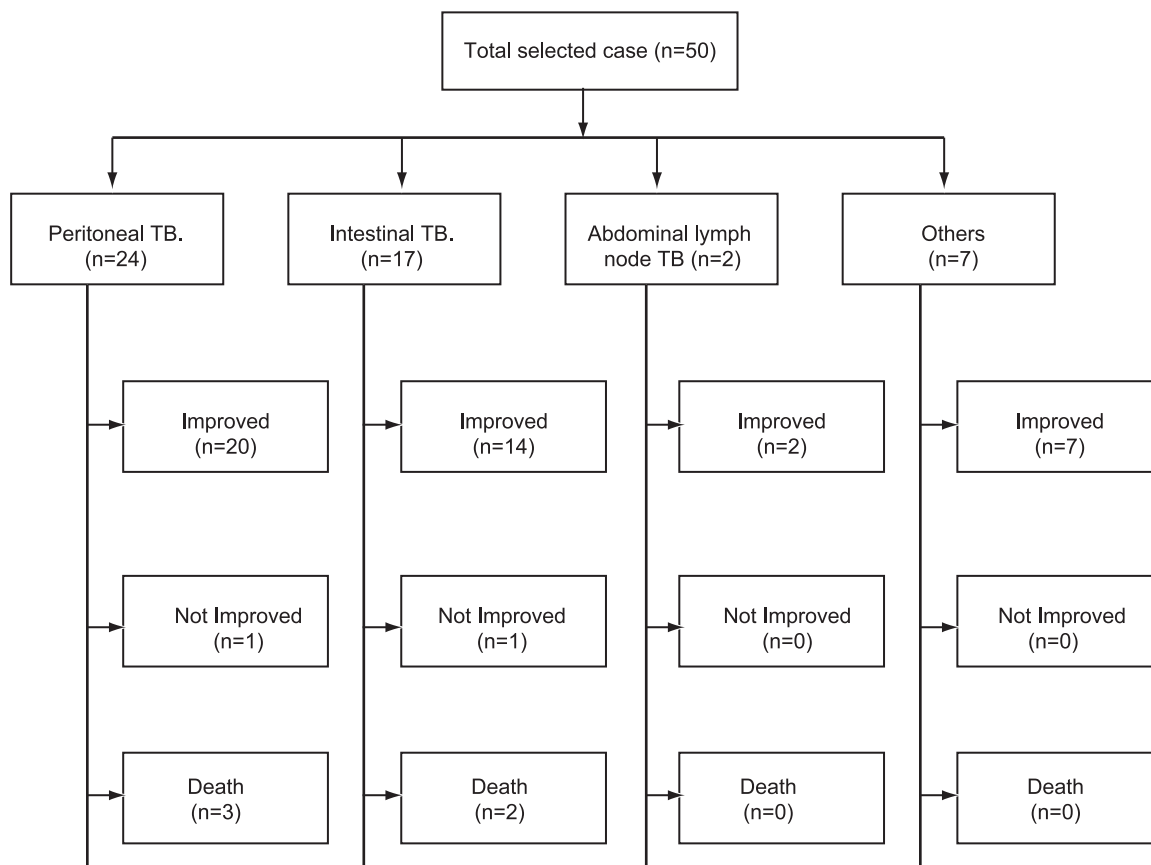 Total selected case (n=50)
Peritoneal TB.
(n=24)
Intestinal TB.
(n=17)
Abdominal lymph
node TB (n=2)
Others
(n=7)
Improved
(n=20)
Improved
(n=14)
Improved
(n=2)
Improved
(n=7)
Not Improved
(n=1)
Not Improved
(n=1)
Not Improved
(n=0)
Not Improved
(n=0)
Death
(n=3)
Death
(n=2)
Death
(n=0)
Death
(n=0)